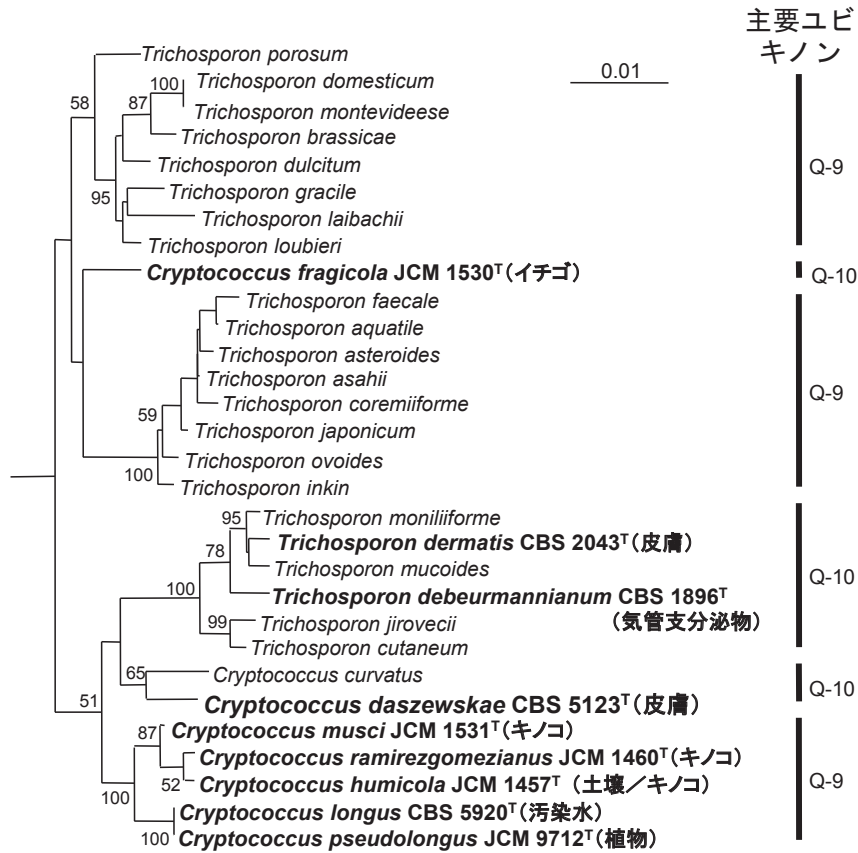 主要ユビ
キノン
Trichosporon porosum
0.01
Trichosporon domesticum
100
58
87
Trichosporon montevideese
Trichosporon brassicae
Trichosporon dulcitum
Q-9
95
Trichosporon gracile
Trichosporon laibachii
Trichosporon loubieri
Cryptococcus fragicola JCM 1530T(イチゴ)
Q-10
Trichosporon faecale
Trichosporon aquatile
Trichosporon asteroides
Trichosporon asahii
Q-9
Trichosporon coremiiforme
59
Trichosporon japonicum
Trichosporon ovoides
100
Trichosporon inkin
95
Trichosporon moniliiforme
Trichosporon dermatis CBS 2043T(皮膚)
78
Trichosporon mucoides
Q-10
100
Trichosporon debeurmannianum CBS 1896T
(気管支分泌物)
99
Trichosporon jirovecii
Trichosporon cutaneum
65
Cryptococcus curvatus
Q-10
51
Cryptococcus daszewskae CBS 5123T(皮膚)
87
Cryptococcus musci JCM 1531T(キノコ)
Cryptococcus ramirezgomezianus JCM 1460T(キノコ)
52
Cryptococcus humicola JCM 1457T (土壌/キノコ)
Q-9
100
Cryptococcus longus CBS 5920T(汚染水)
100
Cryptococcus pseudolongus JCM 9712T(植物)